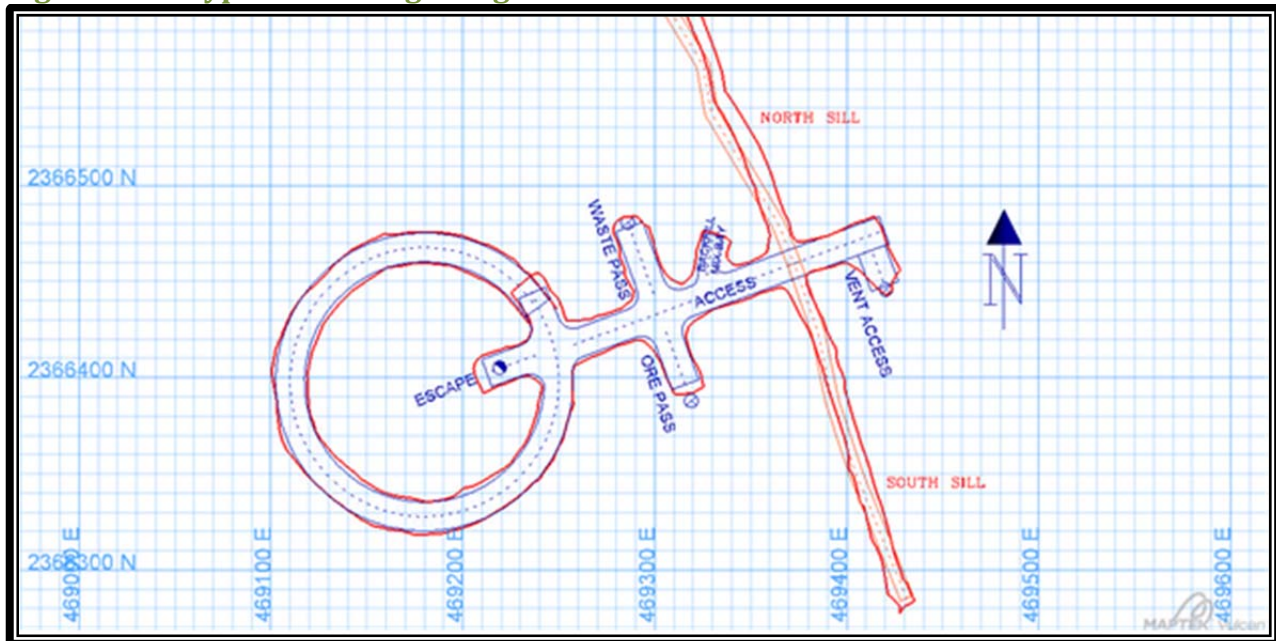 NORTH SILL
2366500 N
WASTE PASS
ACCESS
VENT ACCESS
2366400 N
ESCAPE
ORE PASS
SOUTH SILL
2366300 N
469000 E
469100 E
469200 E
469300 E
469400 E
469500 E
469600 E
N
MAPTEK Vulcan